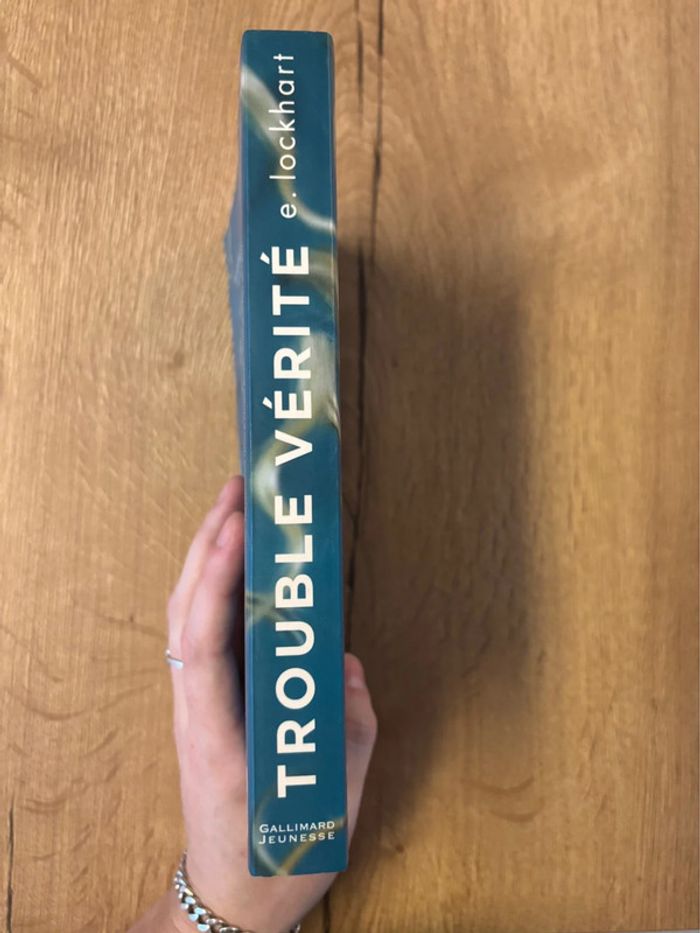 TROUBLE VÉRITÉ
e. lockhart
GALLIMARD
JEUNESSE